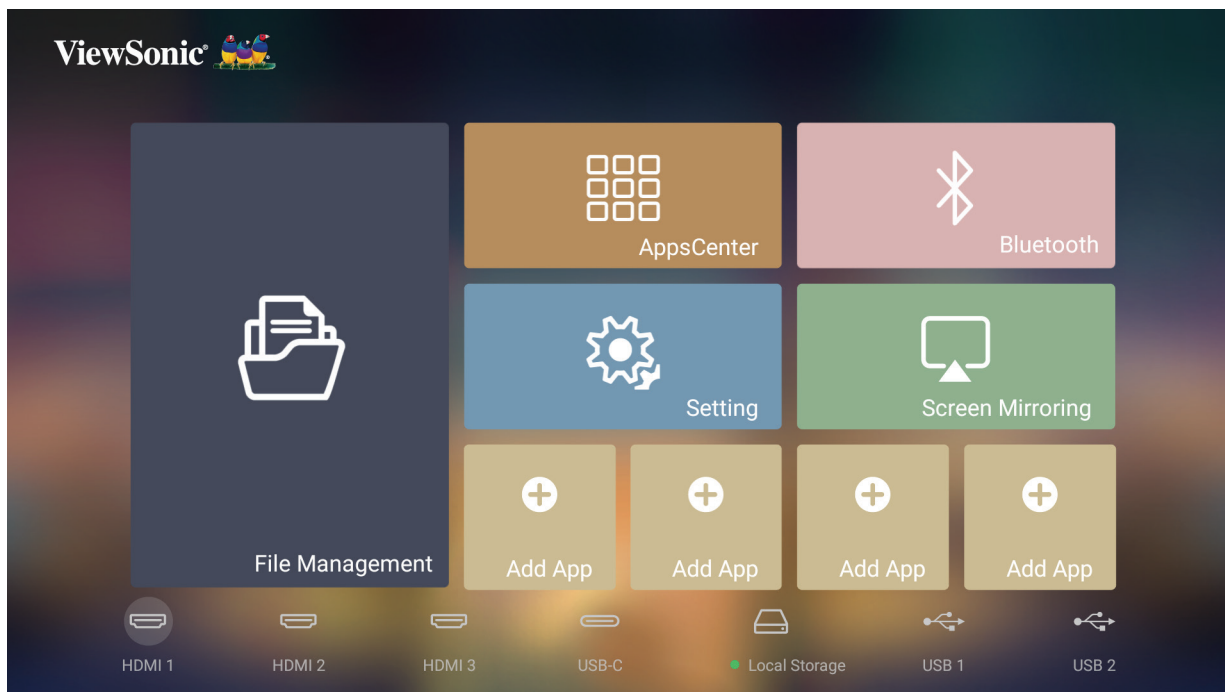 ViewSonic®
AppsCenter
Bluetooth
Setting
Screen Mirroring
File Management
Add App
Add App
Add App
Add App
HDMI 1
HDMI 2
HDMI 3
USB-C
Local Storage
USB 1
USB 2